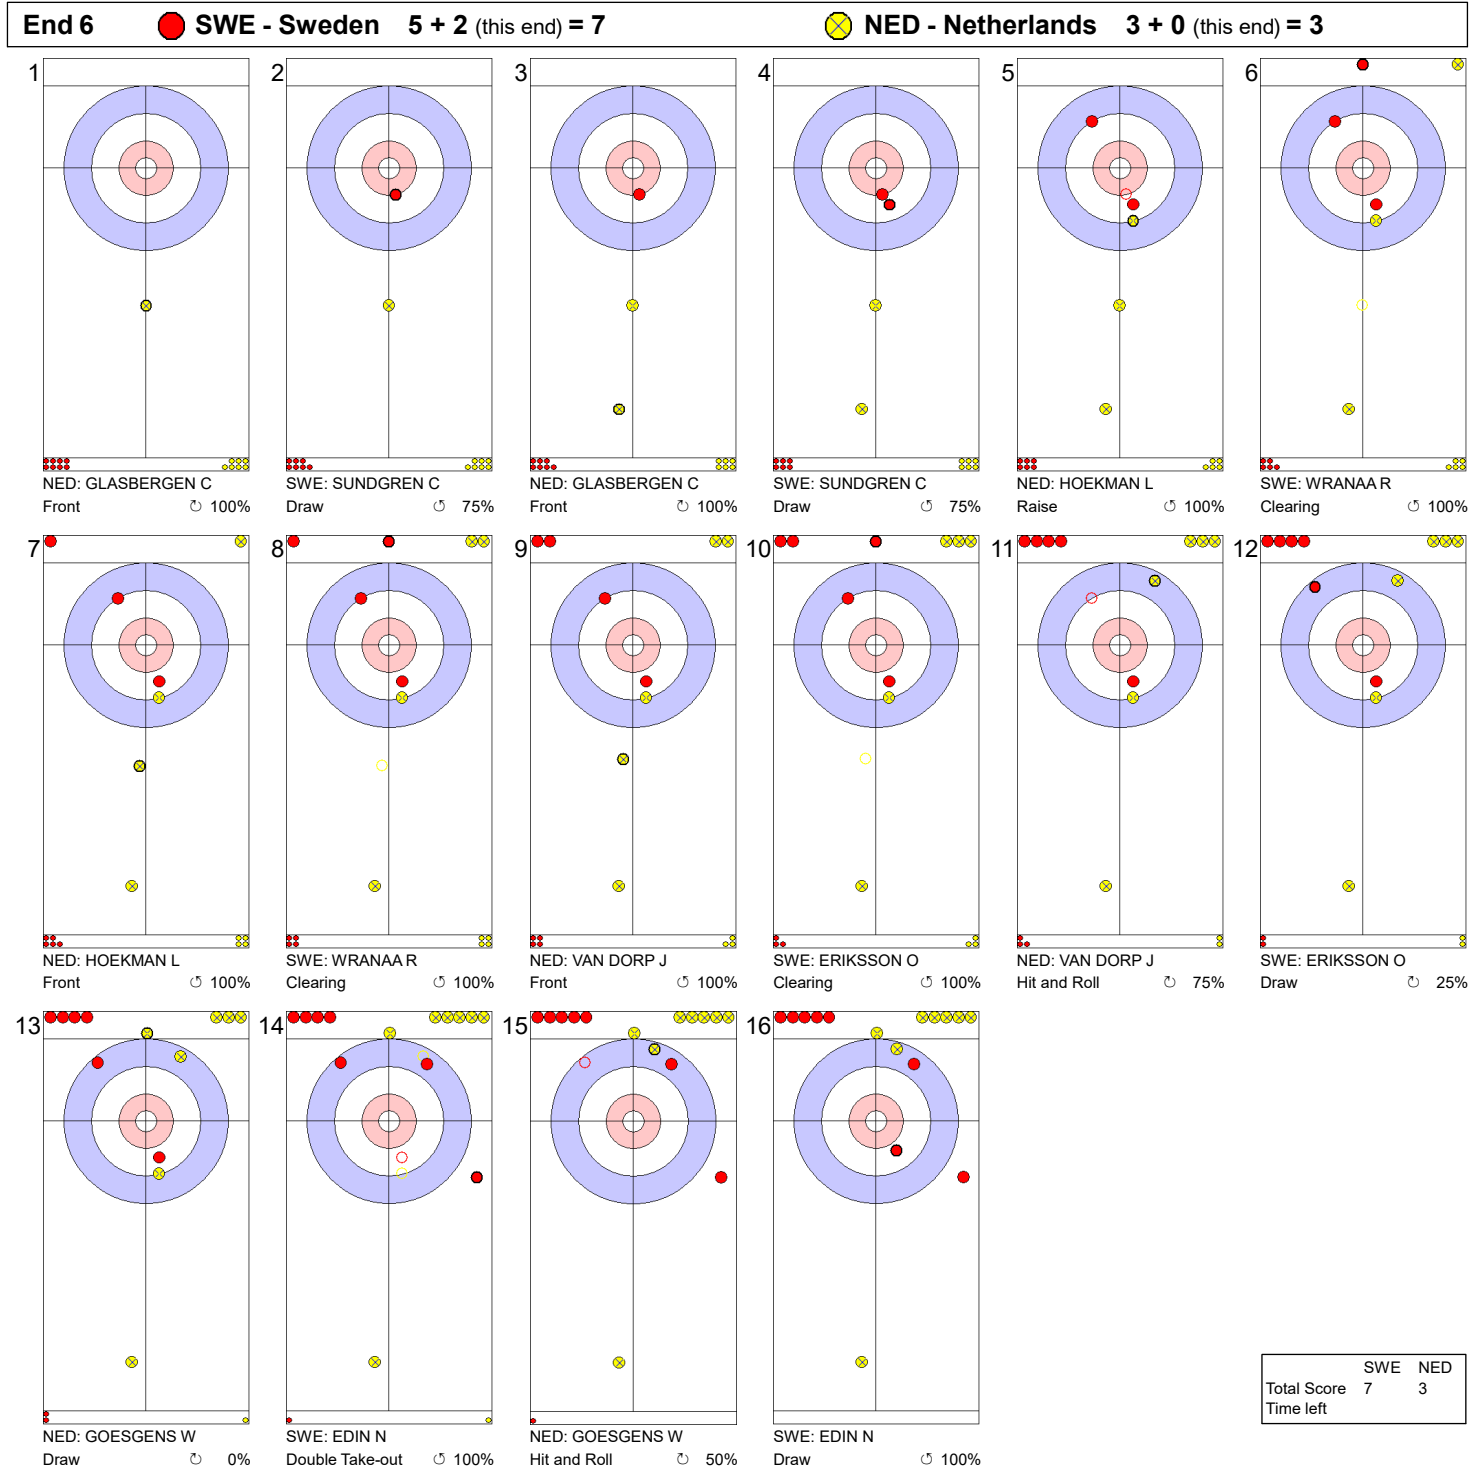 End 6 SWE - Sweden 5 + 2 (this end) = 7 NED - Netherlands 3 + 0 (this end) = 3
1 2 3 4 5 6
NED: GLASBERGEN C SWE: SUNDGREN C NED: GLASBERGEN C SWE: SUNDGREN C NED: HOEKMAN L SWE: WRANAA R
Front ↻ 100% Draw ↺ 75% Front ↻ 100% Draw ↺ 75% Raise ↻ 100% Clearing ↻ 100%
7 8 9 10 11 12
NED: HOEKMAN L SWE: WRANAA R NED: VAN DORP J SWE: ERIKSSON O NED: VAN DORP J SWE: ERIKSSON O
Front ↺ 100% Clearing ↺ 100% Front ↺ 100% Clearing ↺ 100% Hit and Roll ↻ 75% Draw ↻ 25%
13 14 15 16
NED: GOESGENS W SWE: EDIN N NED: GOESGENS W SWE: EDIN N
Draw ↻ 0% Double Take-out ↺ 100% Hit and Roll ↻ 50% Draw ↺ 100%
SWE NED
Total Score 7 3
Time left